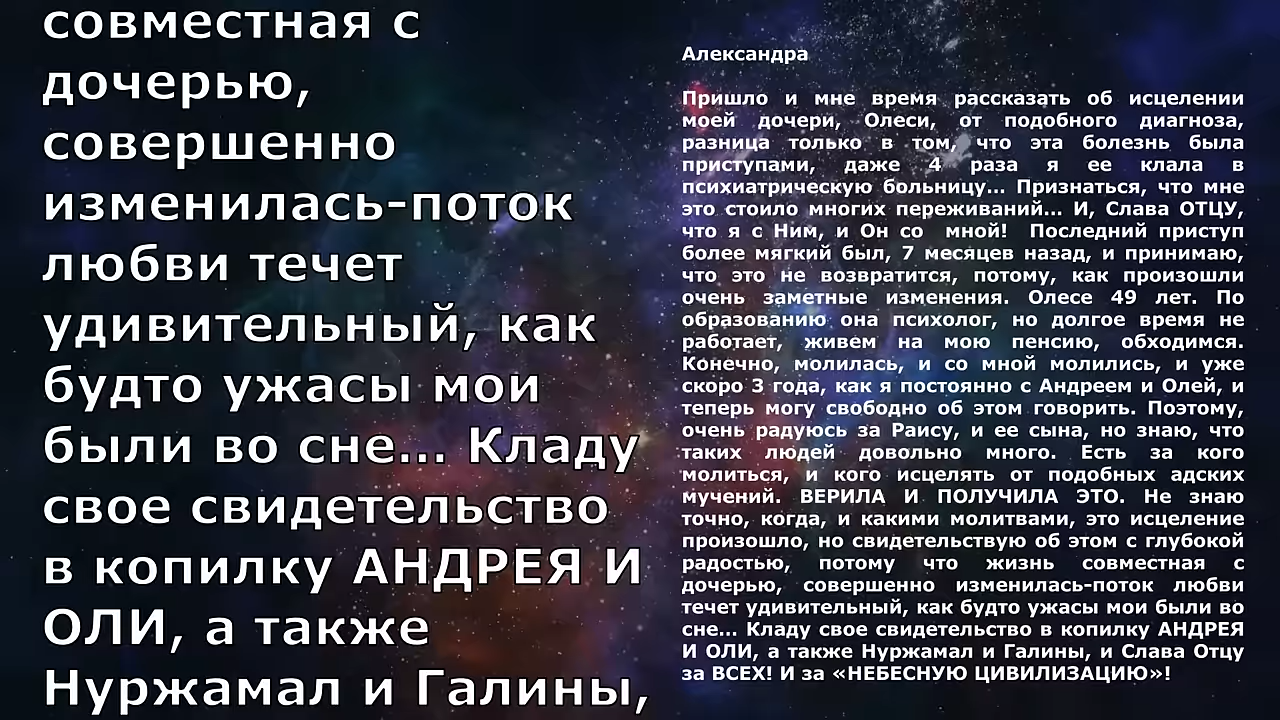 совместная с
дочерью,
совершенно
изменилась-поток
любви течет
удивительный, как
будто ужасы мои
были во сне... Кладу
свое свидетельство
в копилку АНДРЕЯ И
ОЛИ, а также
Нуржамал и Галины,
Александра
Пришло и мне время рассказать об исцелении
моей дочери, Олеси, от подобного диагноза,
разница только в том, что эта болезнь была
приступами, даже 4 раза я ее клала в
психиатрическую больницу... Признаться, что мне
это стоило многих переживаний... И, Слава ОТЦУ,
что я с Ним, и Он со мной! Последний приступ
более мягкий был, 7 месяцев назад, и принимаю,
что это не возвратится, потому, как произошли
очень заметные изменения. Олесе 49 лет. По
образованию она психолог, но долгое время не
работает, живем на мою пенсию, обходимся.
Конечно, молилась, и со мной молились, и уже
скоро 3 года, как я постоянно с Андреем и Олей, и
теперь могу свободно об этом говорить. Поэтому,
очень радуюсь за Раису, и ее сына, но знаю, что
таких людей довольно много. Есть за кого
молиться, и кого исцелять от подобных адских
мучений. ВЕРИЛА И ПОЛУЧИЛА ЭТО. Не знаю
точно, когда, и какими молитвами, это исцеление
произошло, но свидетельствую об этом с глубокой
радостью, потому что жизнь совместная с
дочерью, совершенно изменилась-поток любви
течет удивительный, как будто ужасы мои были во
сне... Кладу свое свидетельство в копилку АНДРЕЯ
И ОЛИ, а также Нуржамал и Галины, и Слава Отцу
за ВСЕХ! И за «НЕБЕСНУЮ ЦИВИЛИЗАЦИЮ»!